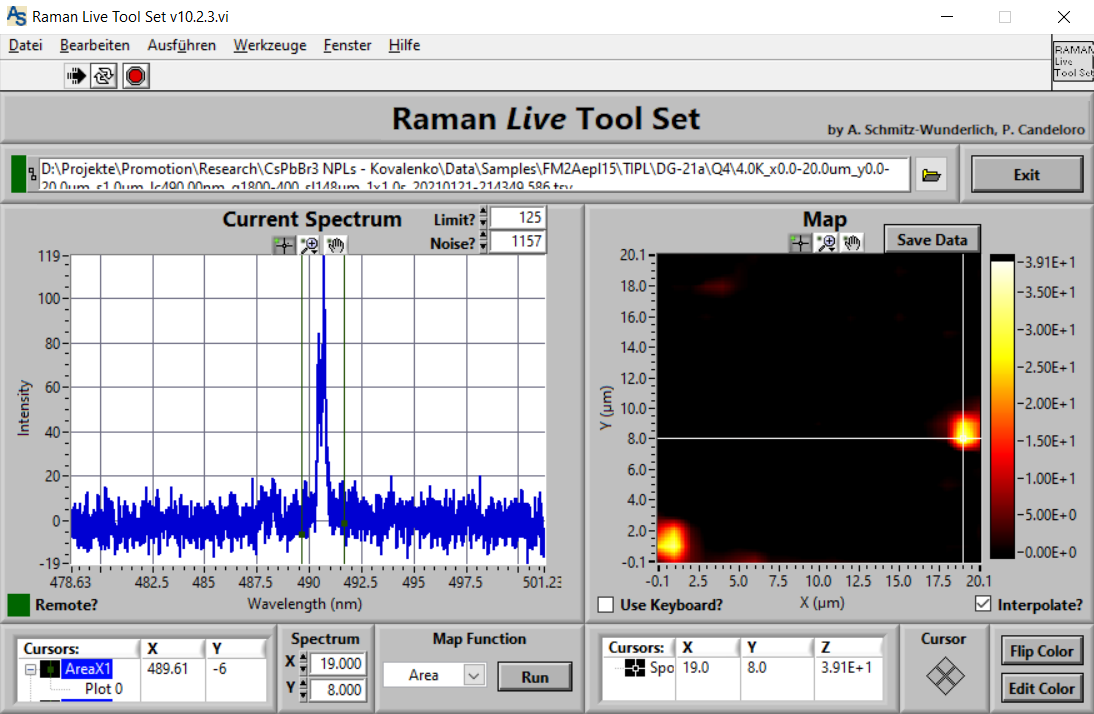 Raman Live Tool Set v10.2.3.vi
Datei Bearbeiten Ausführen Werkzeuge Fenster Hilfe
RAMAN
Live
Tool Set
Raman Live Tool Set
by A. Schmitz-Wunderlich, P. Candeloro
D:\Projekte\Promotion\Research\CsPbBr3 NPLs - Kovalenko\Data\Samples\FM2AepI15\TIPL\DG-21a\Q4\4.0K_x0.0-20.0um_y0.0-
20.0um_s1.0um_lc490.00nm_g1800-400_sl148um_1x1.0s_20210121-214349.586.tsv
Exit
Current Spectrum
Limit? 125
Noise? 1157
119
100
80
60
40
20
0
-19
Intensity
478.63 482.5 485 487.5 490 492.5 495 497.5 501.23
Wavelength (nm)
Remote?
Map
Save Data
20.1
18.0
16.0
14.0
12.0
10.0
8.0
6.0
4.0
2.0
-0.1
Y (µm)
-0.1 2.5 5.0 7.5 10.0 12.5 15.0 17.5 20.1
X (µm)
3.91E+1
3.50E+1
3.00E+1
2.50E+1
2.00E+1
1.50E+1
1.00E+1
5.00E+0
0.00E+0
Use Keyboard?
Interpolate?
Cursors: X Y
AreaX1 489.61 -6
Plot 0
Spectrum
X 19.000
Y 8.000
Map Function
Area
Run
Cursors: X Y Z
Spo 19.0 8.0 3.91E+1
Cursor
Flip Color
Edit Color